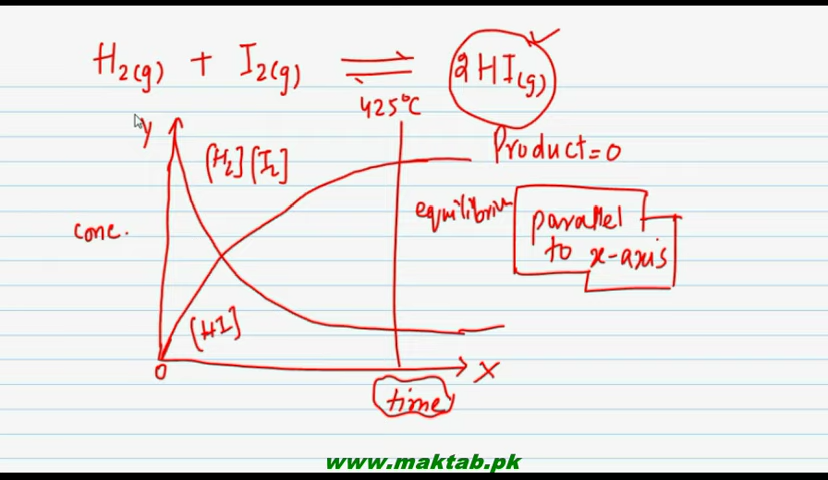 H2(g) + I2(g) ⇌ 2HI(g)
425°C
y
[H2] [I2]
Product=0
equilibrium
parallel
to x-axis
conc.
[HI]
0
x
time
www.maktab.pk